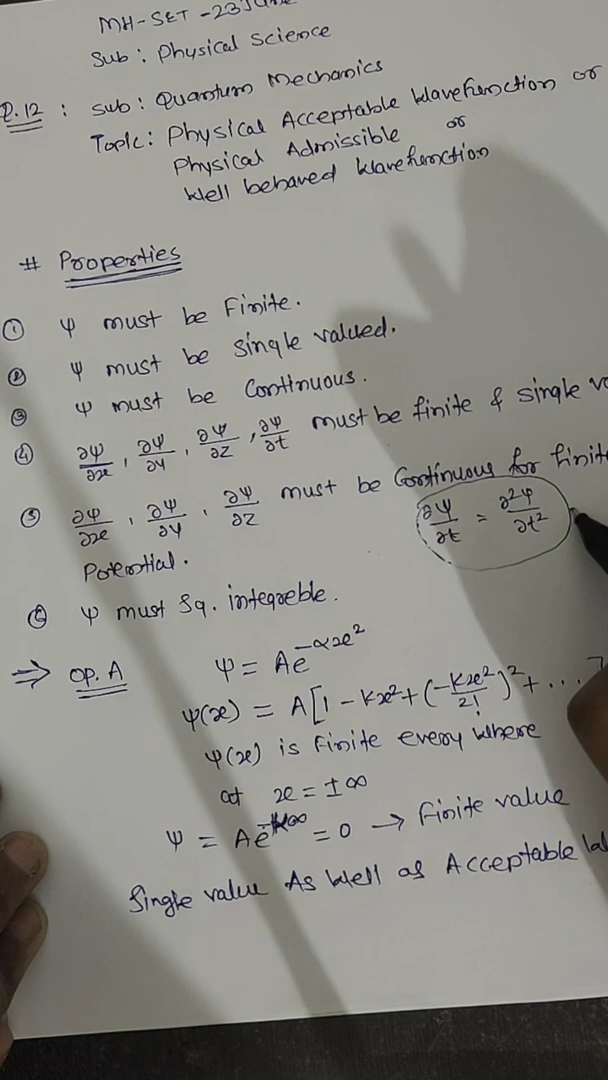 MH-SET -23 June
Sub : Physical Science
Q.12 : Sub : Quantum Mechanics
Topic : Physical Acceptable Wavefunction or
Physical Admissible or
Well behaved Wavefunction
# Properties
① ψ must be Finite.
② ψ must be single valued.
③ ψ must be Continuous.
④ ∂ψ/∂x , ∂ψ/∂y , ∂ψ/∂z , ∂ψ/∂t must be finite & single
⑤ ∂ψ/∂x , ∂ψ/∂y , ∂ψ/∂z must be Continuous for finite
Potential.
∂ψ/∂t = ∂²ψ/∂t²
⑥ ψ must Sq. integreble.
⇒ Op. A ψ = Ae^{-αx²}
ψ(x) = A[1 - Kx² + (-Kx²/2!)² + ...
ψ(x) is Finite every where
at x = ±∞
ψ = Ae^{-∞} = 0 → Finite value
Single value As Well as Acceptable